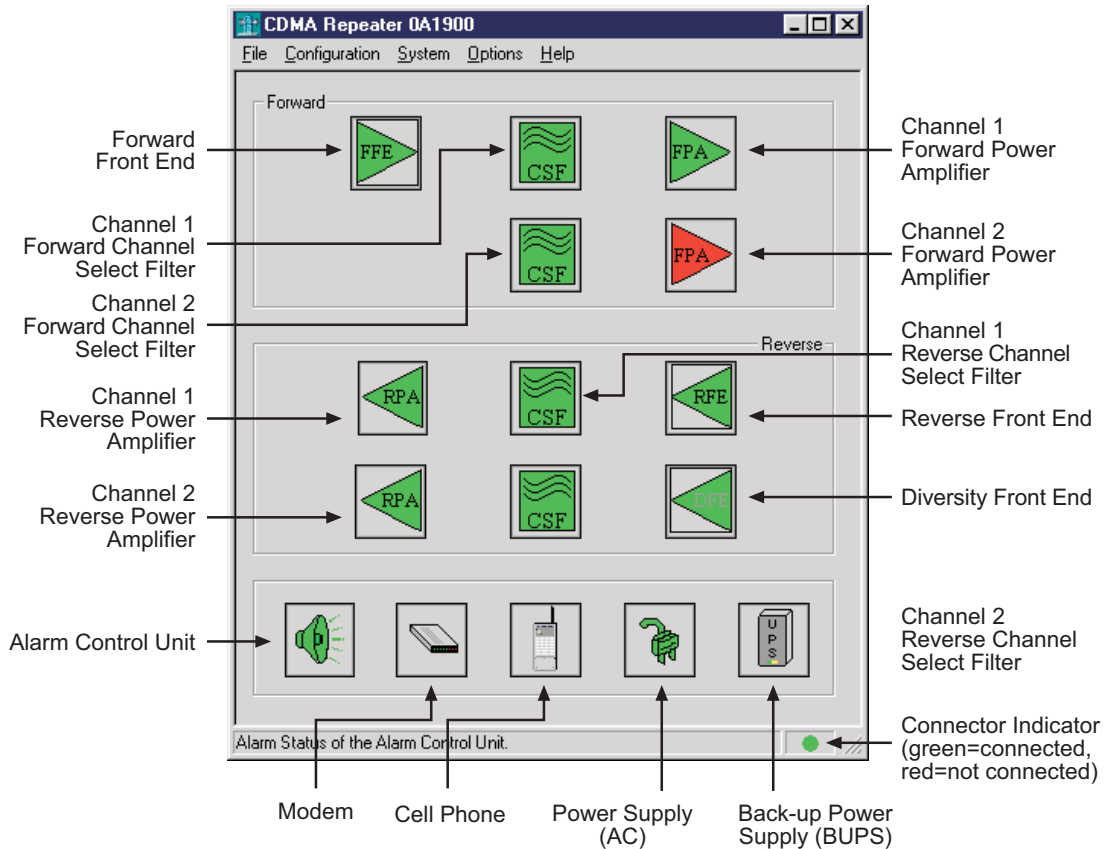 CDMA Repeater 0A1900
File Configuration System Options Help
Forward
FFE
CSF
FPA
CSF
FPA
Reverse
RPA
CSF
RFE
RPA
CSF
DFE
UPS
Alarm Status of the Alarm Control Unit.
Forward
Front End
Channel 1
Forward Channel
Select Filter
Channel 2
Forward Channel
Select Filter
Channel 1
Reverse Power
Amplifier
Channel 2
Reverse Power
Amplifier
Alarm Control Unit
Channel 1
Forward Power
Amplifier
Channel 2
Forward Power
Amplifier
Channel 1
Reverse Channel
Select Filter
Reverse Front End
Diversity Front End
Channel 2
Reverse Channel
Select Filter
Connector Indicator
(green=connected,
red=not connected)
Modem
Cell Phone
Power Supply
(AC)
Back-up Power
Supply (BUPS)